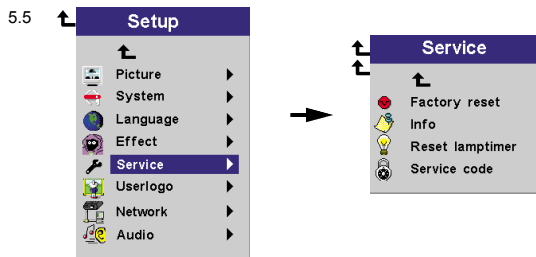 5.5
Setup
Picture
System
Language
Effect
Service
Userlogo
Network
Audio
Service
Factory reset
Info
Reset lamptimer
Service code